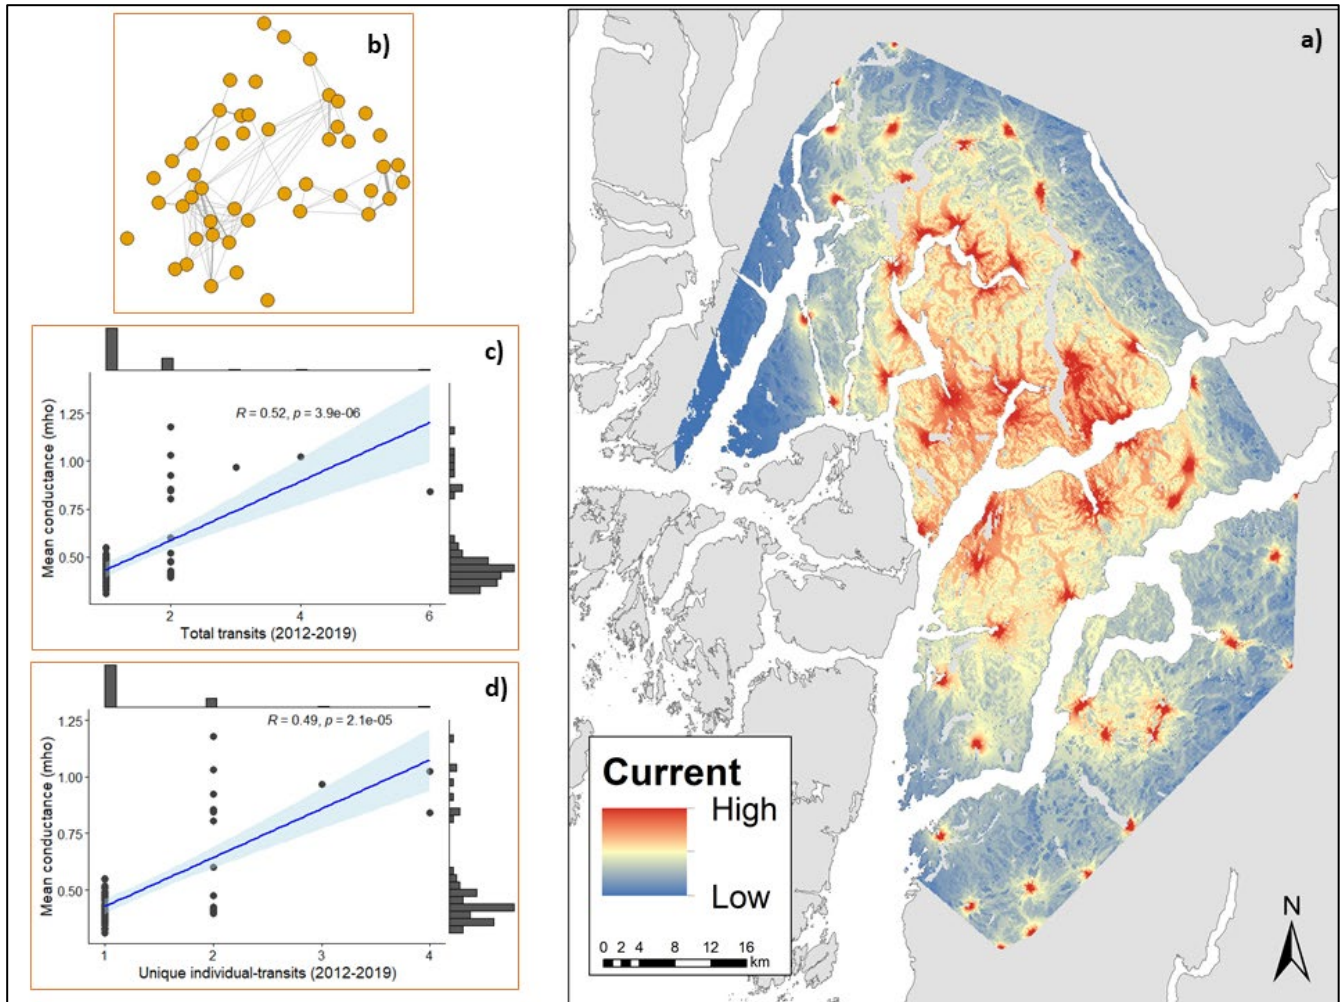 b)
a)
c)
R = 0.52, p = 3.9e-06
1.25
1.00
0.75
0.50
Mean conductance (mho)
2
4
6
Total transits (2012-2019)
d)
R = 0.49, p = 2.1e-05
1.25
1.00
0.75
0.50
Mean conductance (mho)
1
2
3
4
Unique individual-transits (2012-2019)
Current
High
Low
0 2 4 8 12 16
km
N